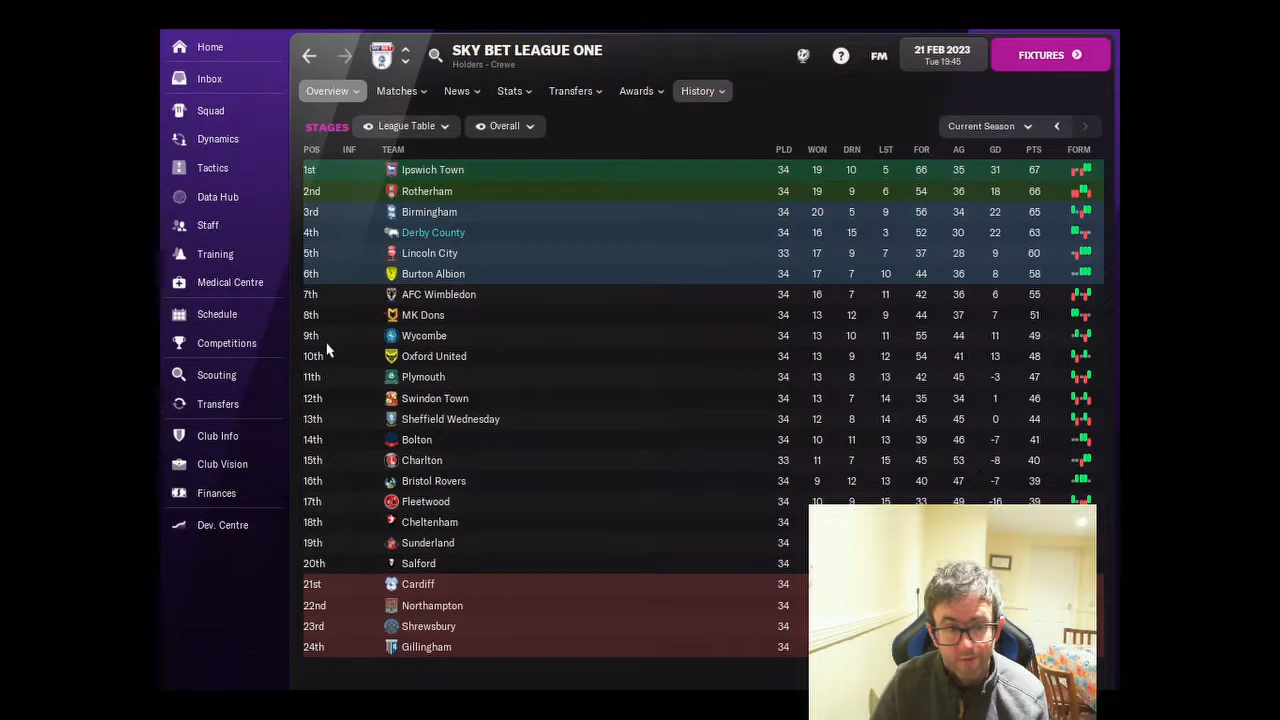 Home
Inbox
Squad
Dynamics
Tactics
Data Hub
Staff
Training
Medical Centre
Schedule
Competitions
Scouting
Transfers
Club Info
Club Vision
Finances
Dev. Centre
SKY BET LEAGUE ONE
Holders - Crewe
FM
21 FEB 2023
Tue 19:45
FIXTURES
Overview Matches News Stats Transfers Awards History
STAGES League Table Overall Current Season
POS INF TEAM PLD WON DRN LST FOR AG GD PTS FORM
1st Ipswich Town 34 19 10 5 66 35 31 67
2nd Rotherham 34 19 9 6 54 36 18 66
3rd Birmingham 34 20 5 9 56 34 22 65
4th Derby County 34 16 15 3 52 30 22 63
5th Lincoln City 33 17 9 7 37 28 9 60
6th Burton Albion 34 17 7 10 44 36 8 58
7th AFC Wimbledon 34 16 7 11 42 36 6 55
8th MK Dons 34 13 12 9 44 37 7 51
9th Wycombe 34 13 10 11 55 44 11 49
10th Oxford United 34 13 9 12 54 41 13 48
11th Plymouth 34 13 8 13 42 45 -3 47
12th Swindon Town 34 13 7 14 35 34 1 46
13th Sheffield Wednesday 34 12 8 14 45 45 0 44
14th Bolton 34 10 11 13 39 46 -7 41
15th Charlton 33 11 7 15 45 53 -8 40
16th Bristol Rovers 34 9 12 13 40 47 -7 39
17th Fleetwood 34 10 9 15 33 49 -16 39
18th Cheltenham 34
19th Sunderland 34
20th Salford 34
21st Cardiff 34
22nd Northampton 34
23rd Shrewsbury 34
24th Gillingham 34